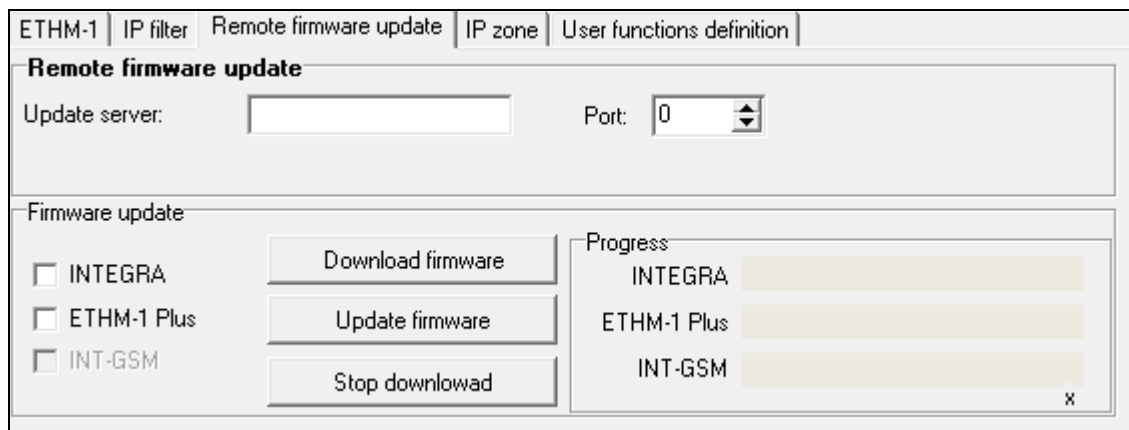 ETHM-1 IP filter Remote firmware update IP zone User functions definition
Remote firmware update
Update server: Port: 0
Firmware update
INTEGRA
ETHM-1 Plus
INT-GSM
Download firmware
Update firmware
Stop downlowad
Progress
INTEGRA
ETHM-1 Plus
INT-GSM
x